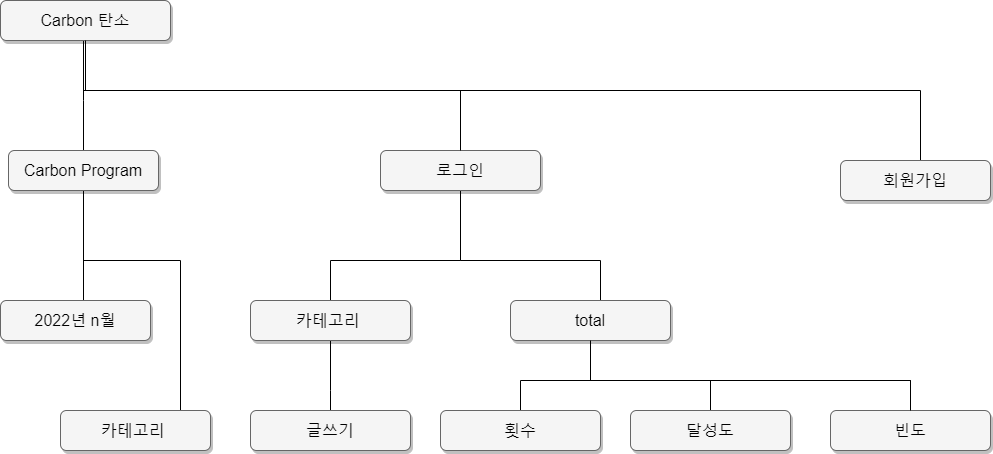 Carbon 탄소
Carbon Program
로그인
회원가입
2022년 n월
카테고리
total
카테고리
글쓰기
횟수
달성도
빈도